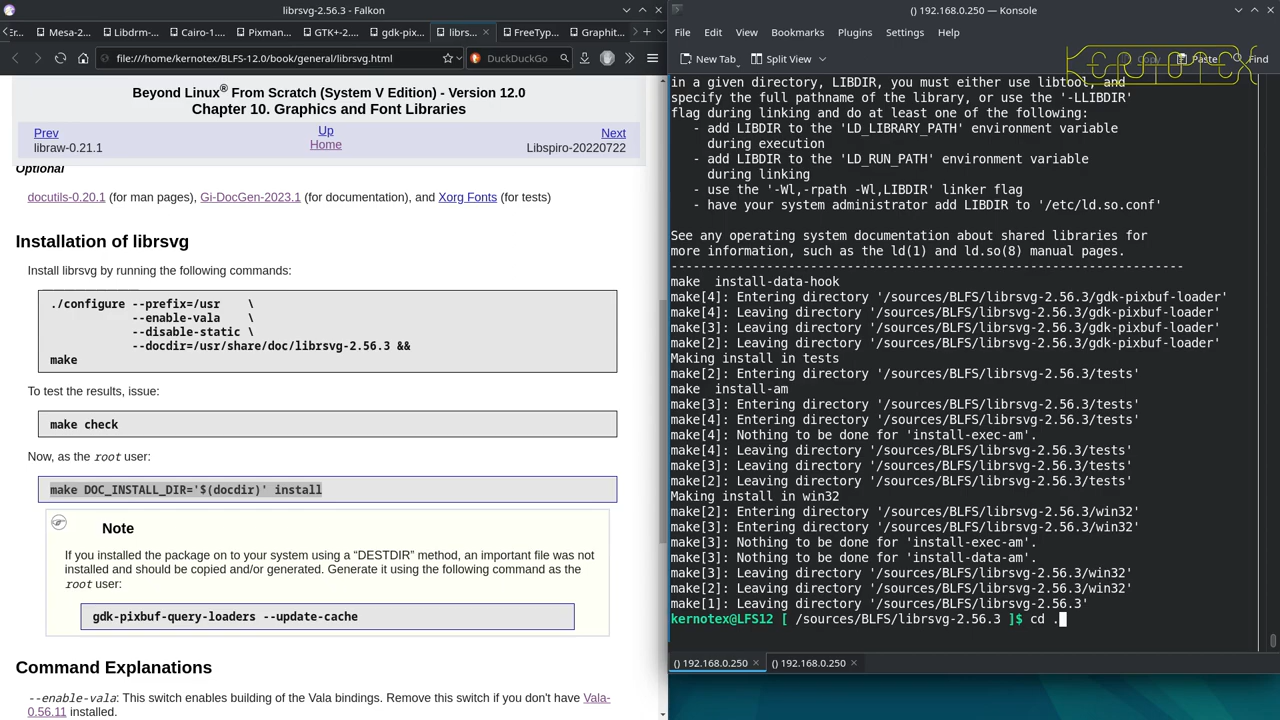 librsvg-2.56.3 - Falkon
Mesa-2...
Libdrm-...
Cairo-1...
Pixman...
GTK+-2...
gdk-pix...
librs...
FreeTyp...
Graphit...
file:///home/kernotex/BLFS-12.0/book/general/librsvg.html
DuckDuckGo
Beyond Linux® From Scratch (System V Edition) - Version 12.0
Chapter 10. Graphics and Font Libraries
Prev Up Next
libraw-0.21.1 Home Libspiro-20220722
Optional
docutils-0.20.1 (for man pages), Gi-DocGen-2023.1 (for documentation), and Xorg Fonts (for tests)
Installation of librsvg
Install librsvg by running the following commands:
./configure --prefix=/usr    \
--enable-vala    \
--disable-static \
--docdir=/usr/share/doc/librsvg-2.56.3 &&
make
To test the results, issue:
make check
Now, as the root user:
make DOC_INSTALL_DIR='$(docdir)' install
Note
If you installed the package on to your system using a “DESTDIR” method, an important file was not
installed and should be copied and/or generated. Generate it using the following command as the
root user:
gdk-pixbuf-query-loaders --update-cache
Command Explanations
--enable-vala: This switch enables building of the Vala bindings. Remove this switch if you don't have Vala-
0.56.11 installed.
() 192.168.0.250 — Konsole
File Edit View Bookmarks Plugins Settings Help
New Tab Split View Copy Paste Find
KERNOTEX
in a given directory, LIBDIR, you must either use libtool, and
specify the full pathname of the library, or use the '-LLIBDIR'
flag during linking and do at least one of the following:
- add LIBDIR to the 'LD_LIBRARY_PATH' environment variable
during execution
- add LIBDIR to the 'LD_RUN_PATH' environment variable
during linking
- use the '-Wl,-rpath -Wl,LIBDIR' linker flag
- have your system administrator add LIBDIR to '/etc/ld.so.conf'
See any operating system documentation about shared libraries for
more information, such as the ld(1) and ld.so(8) manual pages.
----------------------------------------------------------------------
make  install-data-hook
make[4]: Entering directory '/sources/BLFS/librsvg-2.56.3/gdk-pixbuf-loader'
make[4]: Leaving directory '/sources/BLFS/librsvg-2.56.3/gdk-pixbuf-loader'
make[3]: Leaving directory '/sources/BLFS/librsvg-2.56.3/gdk-pixbuf-loader'
make[2]: Leaving directory '/sources/BLFS/librsvg-2.56.3/gdk-pixbuf-loader'
Making install in tests
make[2]: Entering directory '/sources/BLFS/librsvg-2.56.3/tests'
make  install-am
make[3]: Entering directory '/sources/BLFS/librsvg-2.56.3/tests'
make[4]: Entering directory '/sources/BLFS/librsvg-2.56.3/tests'
make[4]: Nothing to be done for 'install-exec-am'.
make[4]: Leaving directory '/sources/BLFS/librsvg-2.56.3/tests'
make[3]: Leaving directory '/sources/BLFS/librsvg-2.56.3/tests'
make[2]: Leaving directory '/sources/BLFS/librsvg-2.56.3/tests'
Making install in win32
make[2]: Entering directory '/sources/BLFS/librsvg-2.56.3/win32'
make[3]: Entering directory '/sources/BLFS/librsvg-2.56.3/win32'
make[3]: Nothing to be done for 'install-exec-am'.
make[3]: Nothing to be done for 'install-data-am'.
make[3]: Leaving directory '/sources/BLFS/librsvg-2.56.3/win32'
make[2]: Leaving directory '/sources/BLFS/librsvg-2.56.3/win32'
make[1]: Leaving directory '/sources/BLFS/librsvg-2.56.3'
kernotex@LFS12 [ /sources/BLFS/librsvg-2.56.3 ]$ cd .
() 192.168.0.250
() 192.168.0.250